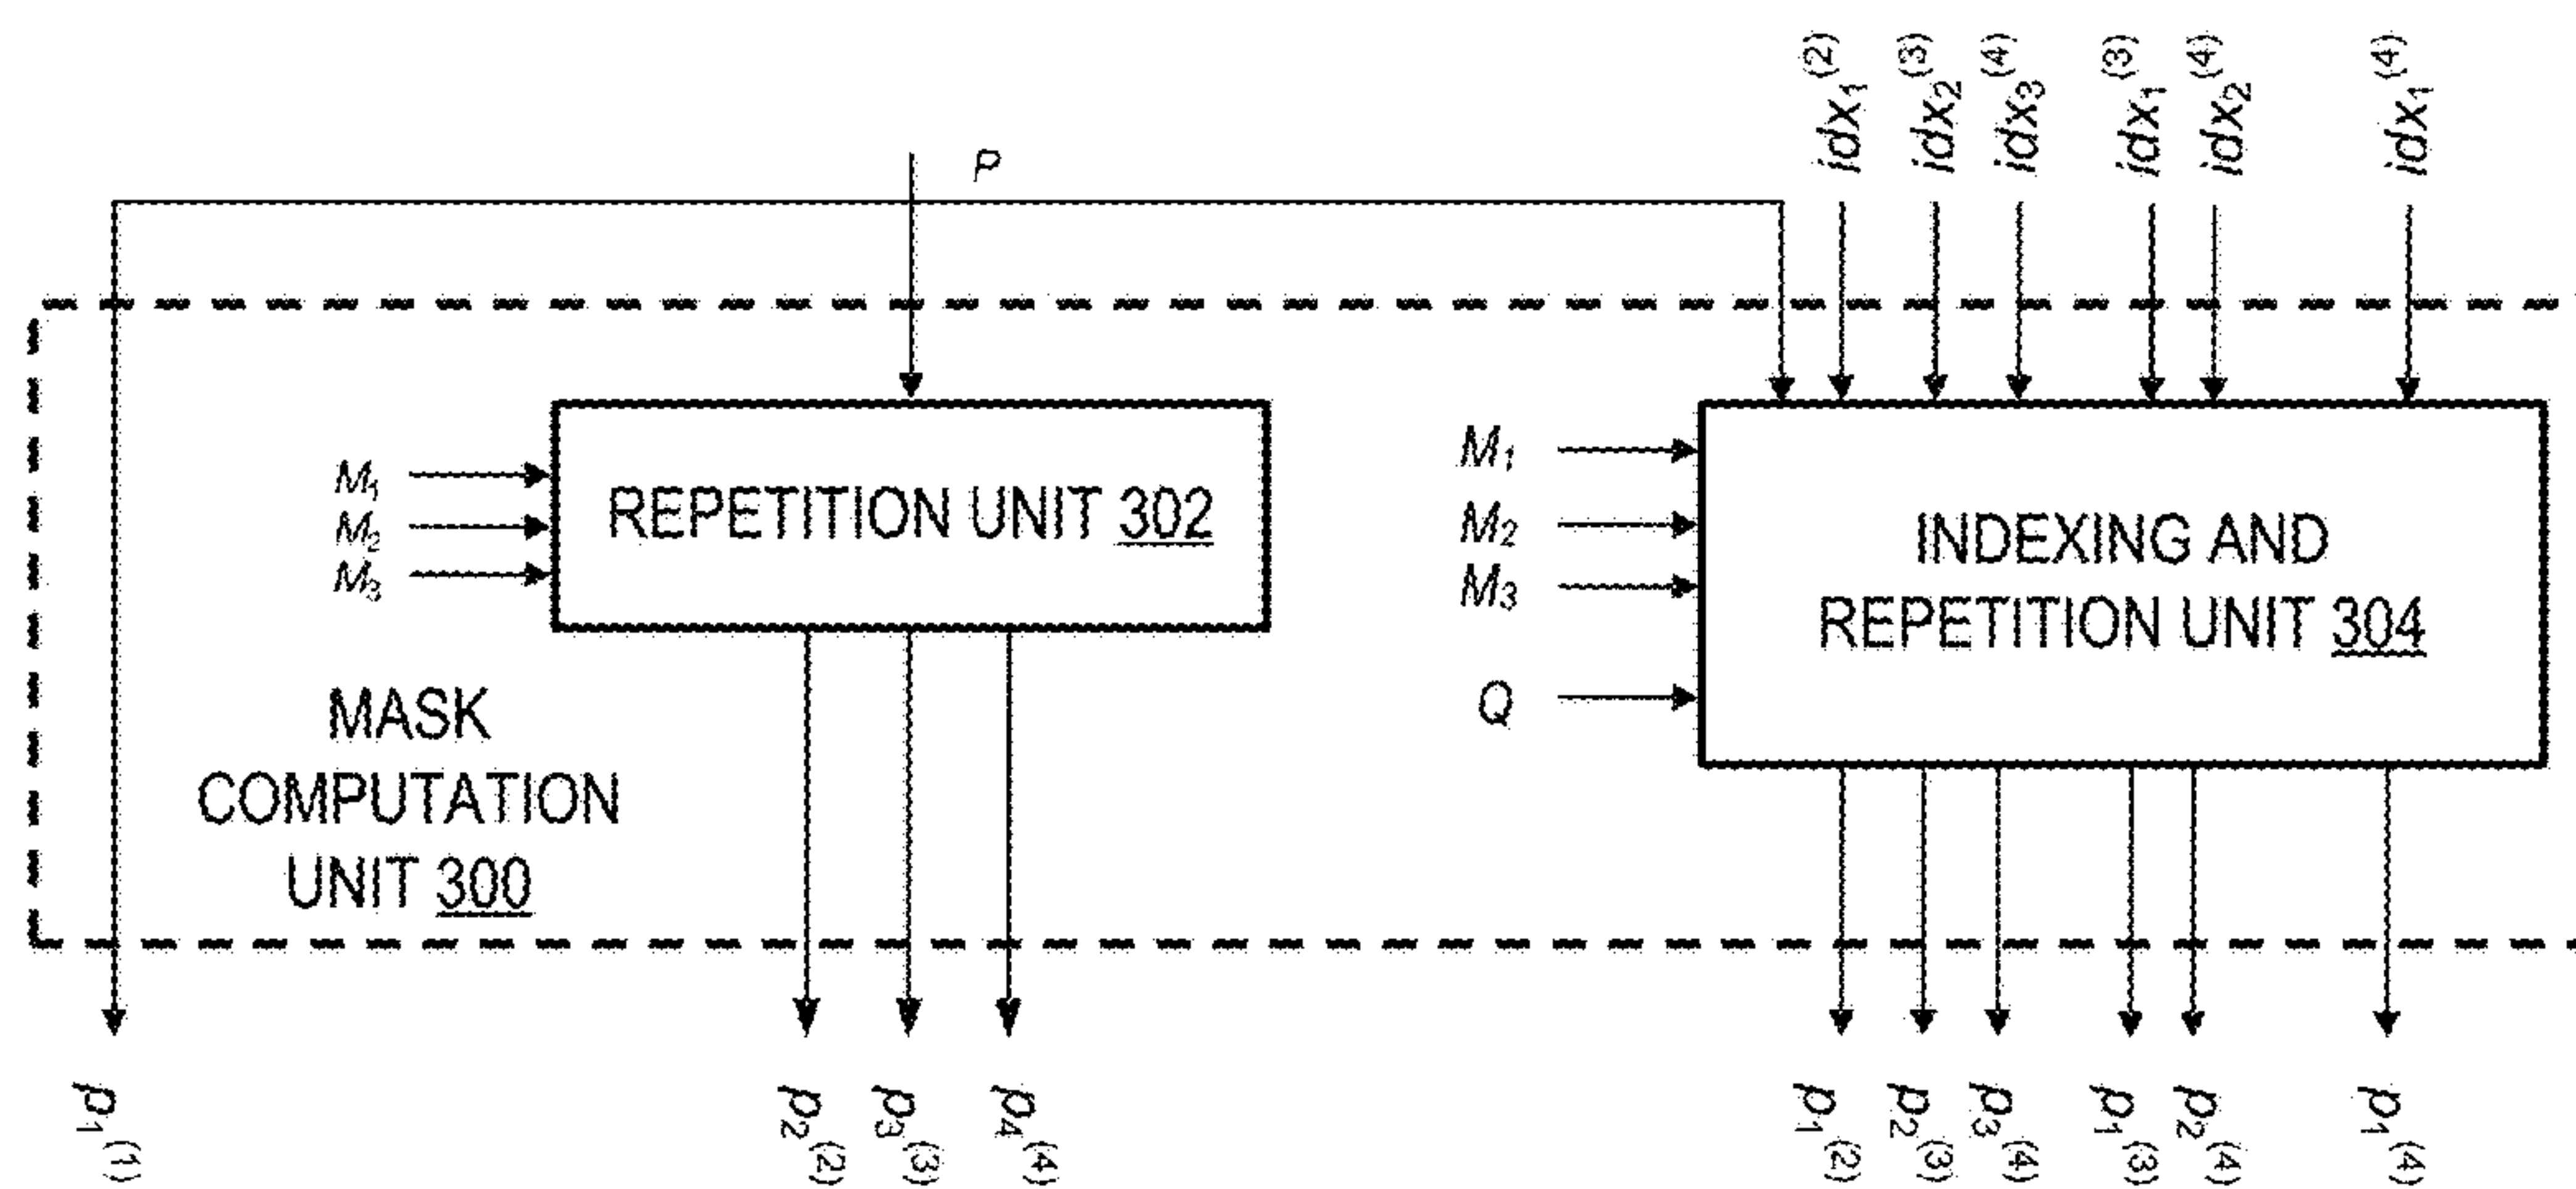 idx₁⁽²⁾ idx₂⁽³⁾ idx₃⁽⁴⁾ idx₁⁽³⁾ idx₂⁽⁴⁾ idx₁⁽⁴⁾
P
M₁
M₂
M₃
REPETITION UNIT 302
M₁
M₂
M₃
Q
INDEXING AND
REPETITION UNIT 304
MASK
COMPUTATION
UNIT 300
p₁⁽¹⁾ p₂⁽²⁾ p₃⁽³⁾ p₄⁽⁴⁾ p₁⁽²⁾ p₂⁽³⁾ p₃⁽⁴⁾ p₁⁽³⁾ p₂⁽⁴⁾ p₁⁽⁴⁾